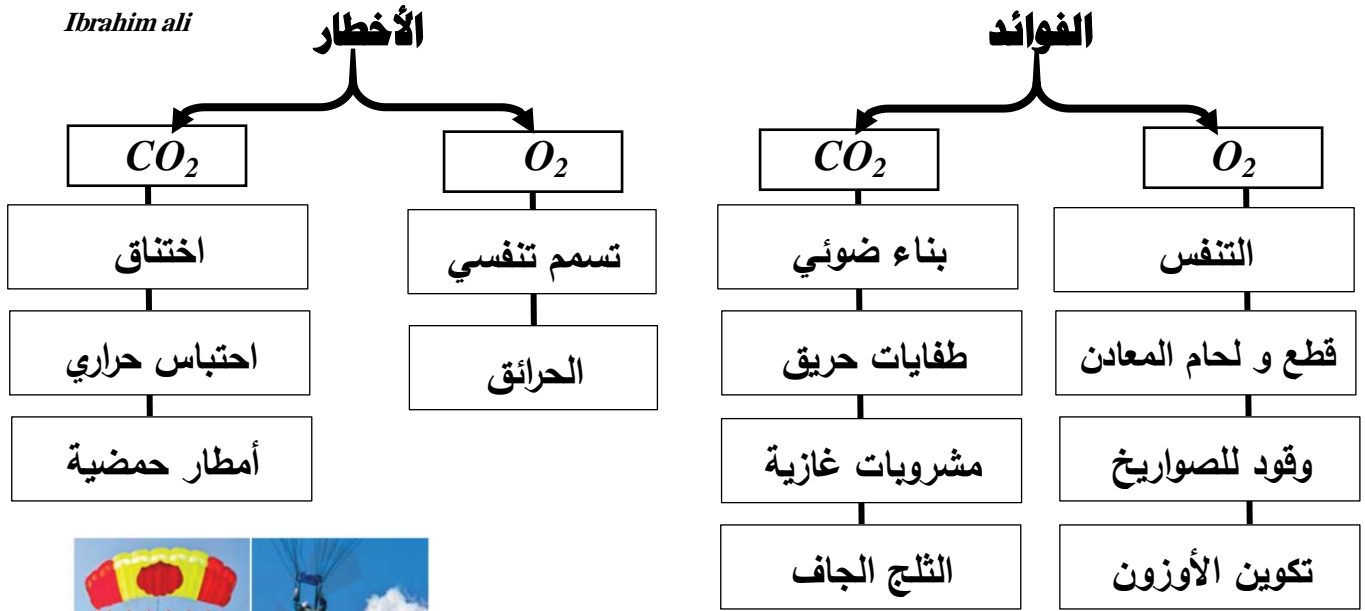 Ibrahim ali
الفوائد
O2
التنفس
قطع و لحام المعادن
وقود للصواريخ
تكوين الأوزون
CO2
بناء ضوئي
طفايات حريق
مشروبات غازية
الثلج الجاف
الأخطار
O2
تسمم تنفسي
الحرائق
CO2
اختناق
احتباس حراري
أمطار حمضية